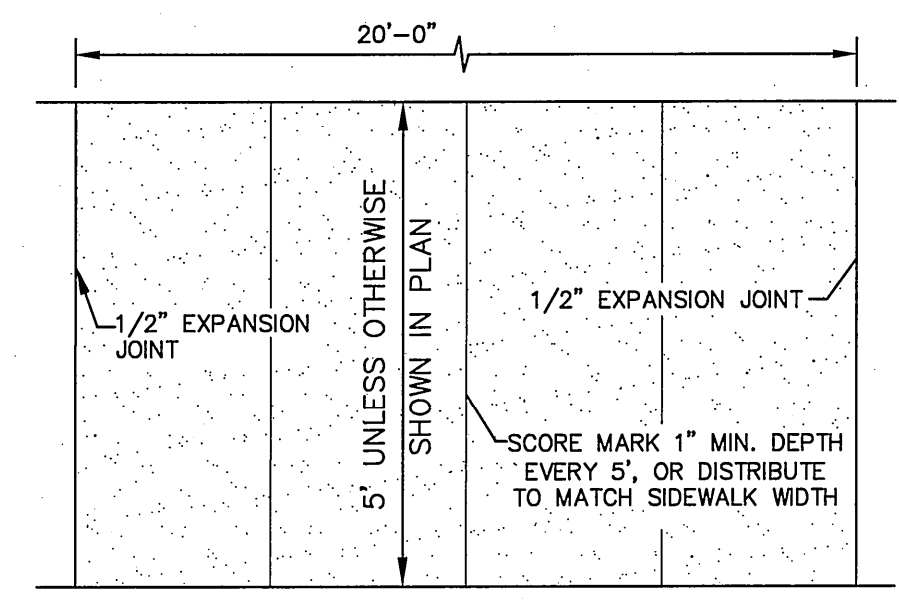 20'-0"
5' UNLESS OTHERWISE
SHOWN IN PLAN
1/2" EXPANSION
JOINT
1/2" EXPANSION JOINT
SCORE MARK 1" MIN. DEPTH
EVERY 5', OR DISTRIBUTE
TO MATCH SIDEWALK WIDTH